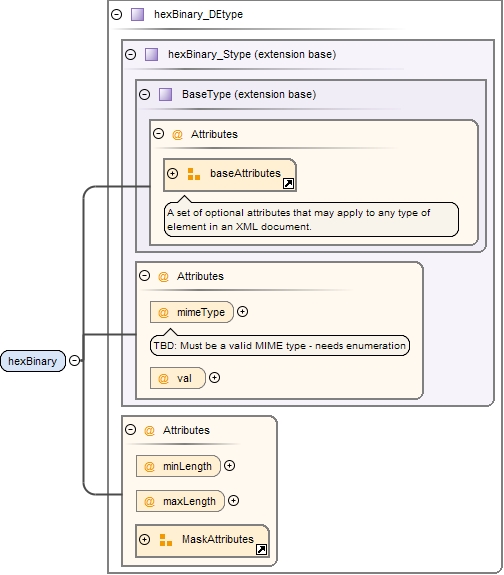 hexBinary_DEtype
hexBinary_Stype (extension base)
BaseType (extension base)
@ Attributes
baseAttributes
A set of optional attributes that may apply to any type of
element in an XML document.
@ Attributes
@ mimeType
TBD: Must be a valid MIME type - needs enumeration
@ val
hexBinary
@ Attributes
@ minLength
@ maxLength
MaskAttributes